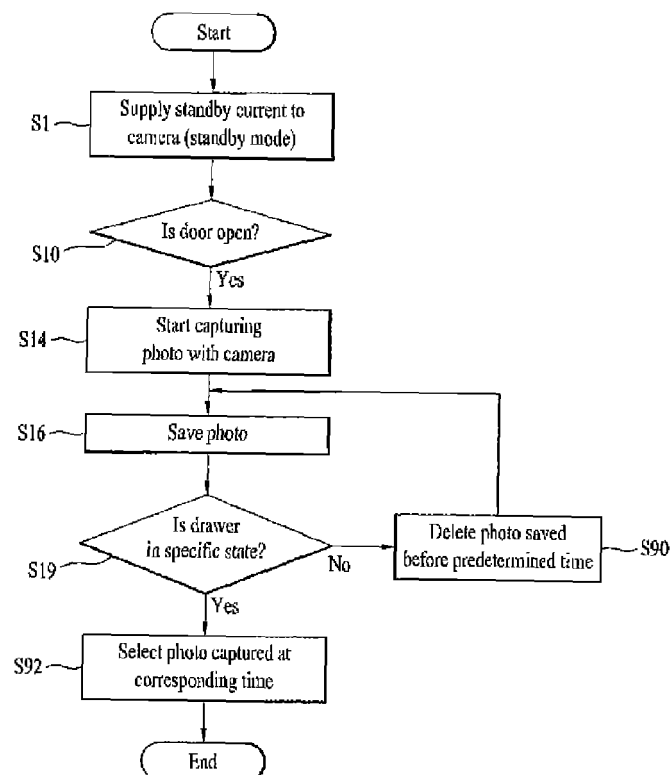 Start
S1
Supply standby current to
camera (standby mode)
S10
Is door open?
Yes
S14
Start capturing
photo with camera
S16
Save photo
S19
Is drawer
in specific state?
No
Delete photo saved
before predetermined time
S90
Yes
S92
Select photo captured at
corresponding time
End